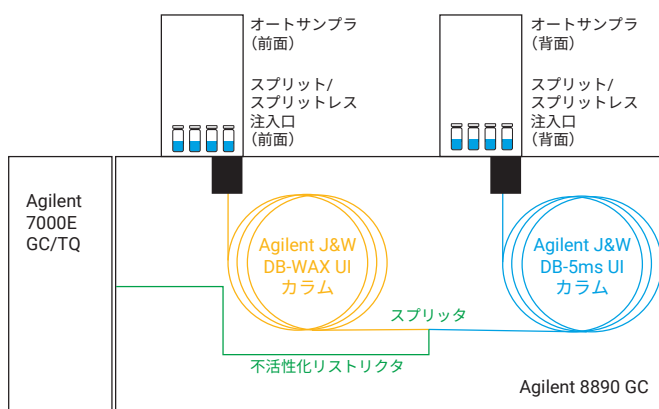 オートサンプラ
（前面）
スプリット/
スプリットレス
注入口
（前面）
オートサンプラ
（背面）
スプリット/
スプリットレス
注入口
（背面）
Agilent
7000E
GC/TQ
Agilent J&W
DB-WAX UI
カラム
Agilent J&W
DB-5ms UI
カラム
スプリッタ
不活性化リストリクタ
Agilent 8890 GC